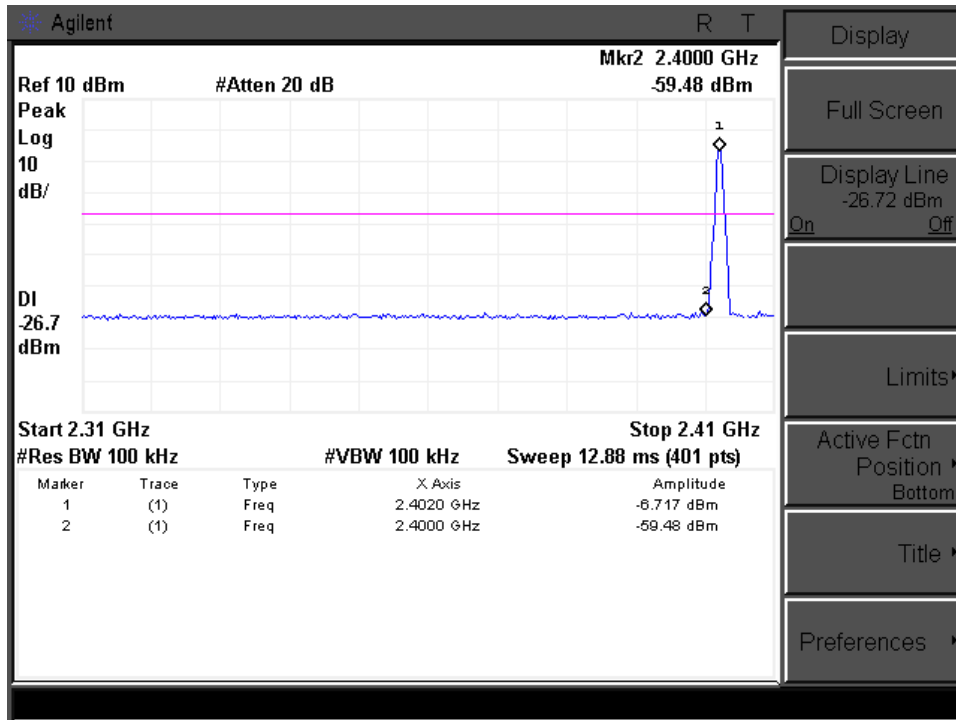 Agilent
R T
Mkr2 2.4000 GHz
Ref 10 dBm #Atten 20 dB -59.48 dBm
Peak
Log
10
dB/
1
2
DI
-26.7
dBm
Start 2.31 GHz Stop 2.41 GHz
#Res BW 100 kHz #VBW 100 kHz Sweep 12.88 ms (401 pts)
Marker Trace Type X Axis Amplitude
1 (1) Freq 2.4020 GHz -6.717 dBm
2 (1) Freq 2.4000 GHz -59.48 dBm
Display
Full Screen
Display Line
-26.72 dBm
On Off
Limits
Active Fctn
Position
Bottom
Title
Preferences